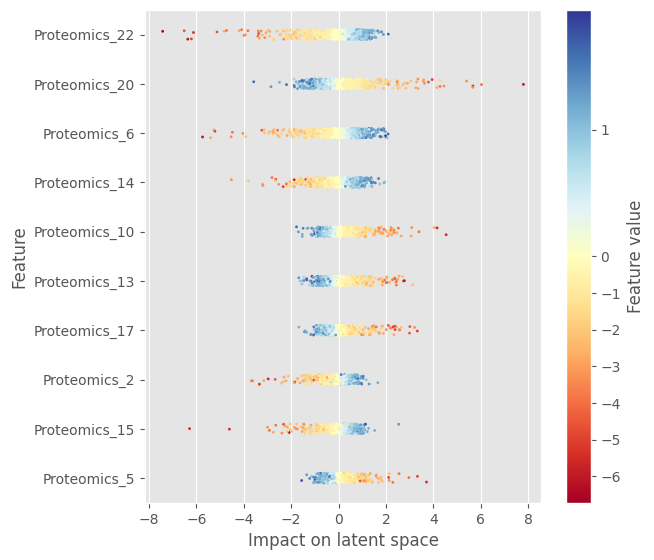 Proteomics_22
Proteomics_20
Proteomics_6
Proteomics_14
Proteomics_10
Proteomics_13
Proteomics_17
Proteomics_2
Proteomics_15
Proteomics_5
Feature
−8 −6 −4 −2 0 2 4 6 8
Impact on latent space
1
0
−1
−2
−3
−4
−5
−6
Feature value